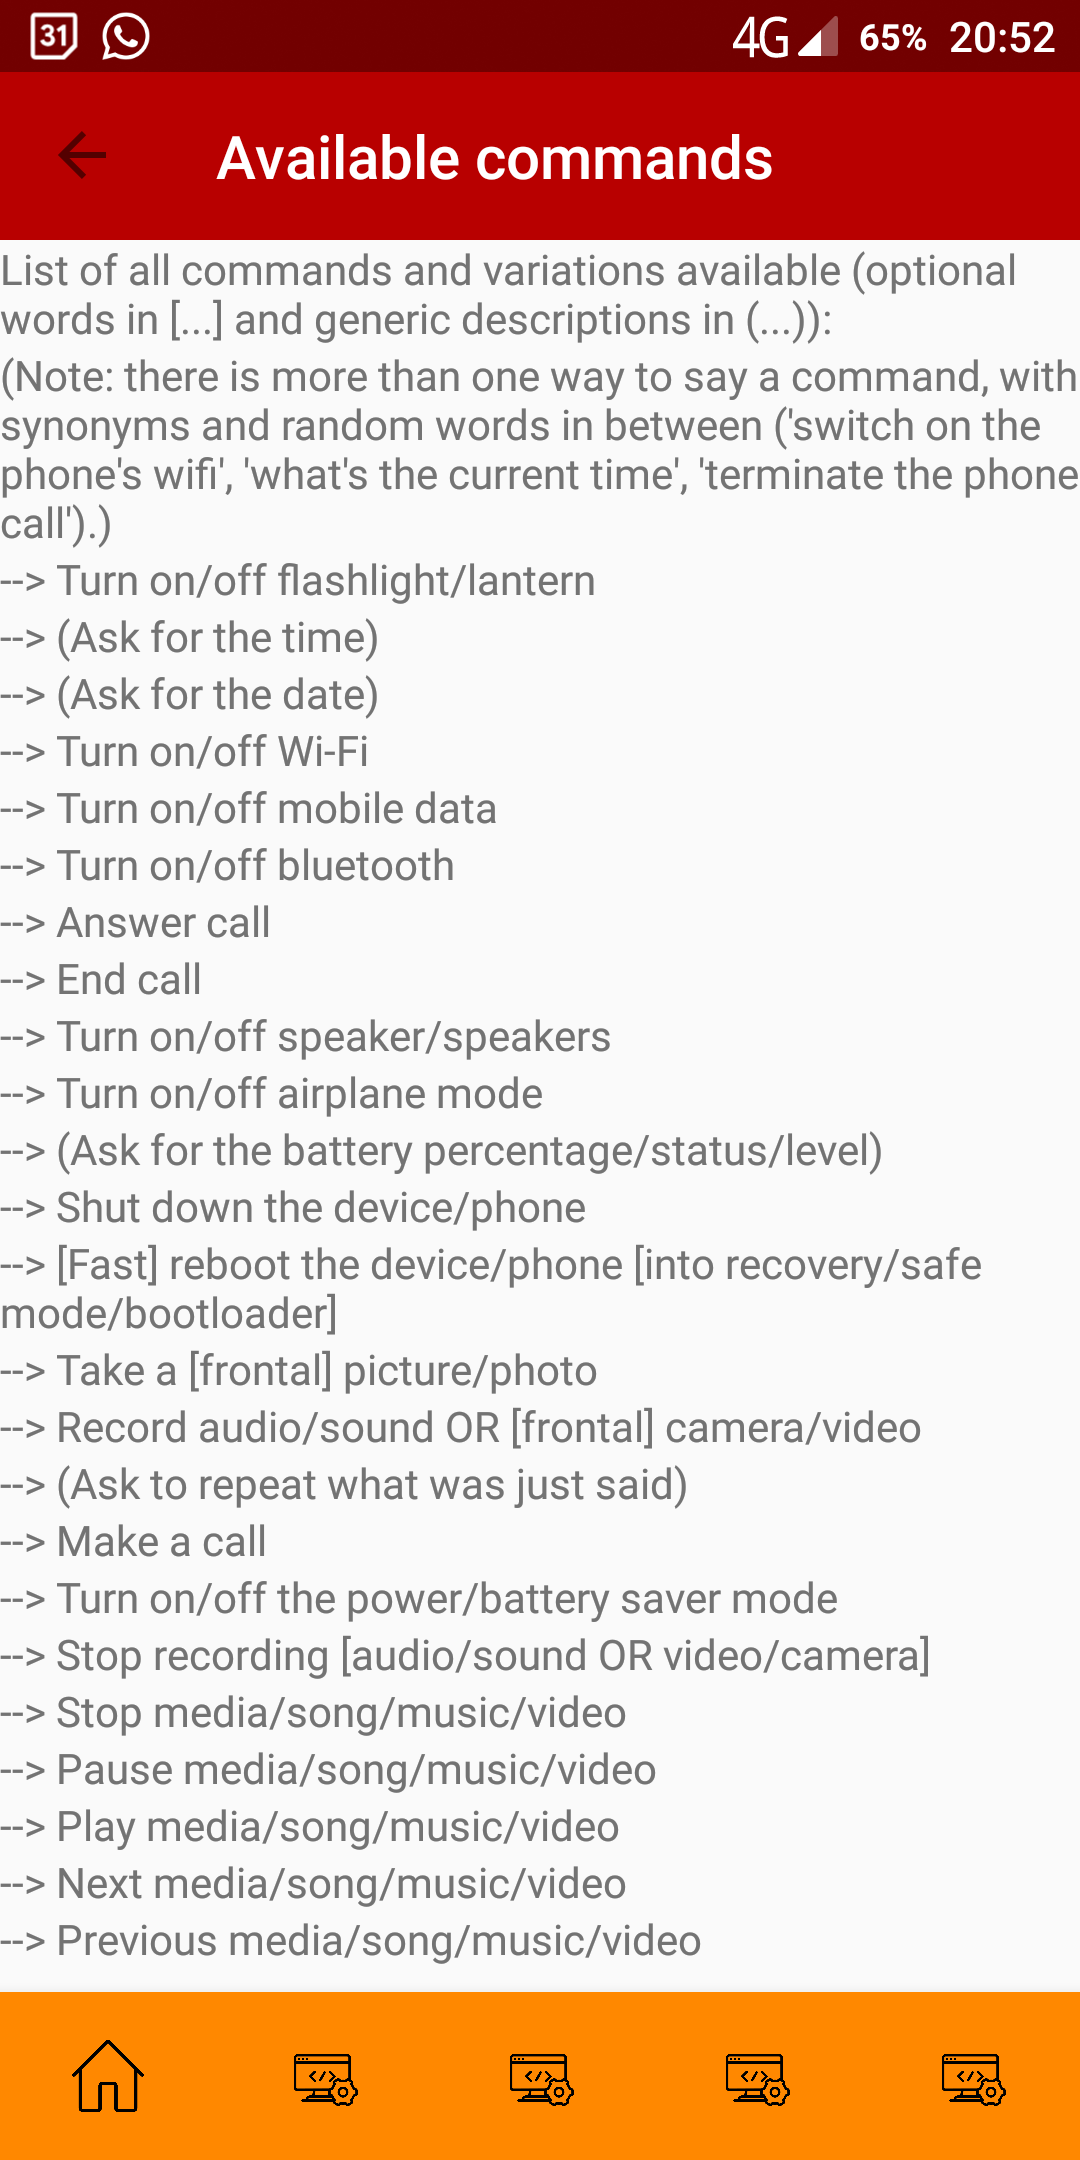 31
4G 65% 20:52
Available commands
List of all commands and variations available (optional
words in [...] and generic descriptions in (...)):
(Note: there is more than one way to say a command, with
synonyms and random words in between ('switch on the
phone's wifi', 'what's the current time', 'terminate the phone
call').)
--> Turn on/off flashlight/lantern
--> (Ask for the time)
--> (Ask for the date)
--> Turn on/off Wi-Fi
--> Turn on/off mobile data
--> Turn on/off bluetooth
--> Answer call
--> End call
--> Turn on/off speaker/speakers
--> Turn on/off airplane mode
--> (Ask for the battery percentage/status/level)
--> Shut down the device/phone
--> [Fast] reboot the device/phone [into recovery/safe
mode/bootloader]
--> Take a [frontal] picture/photo
--> Record audio/sound OR [frontal] camera/video
--> (Ask to repeat what was just said)
--> Make a call
--> Turn on/off the power/battery saver mode
--> Stop recording [audio/sound OR video/camera]
--> Stop media/song/music/video
--> Pause media/song/music/video
--> Play media/song/music/video
--> Next media/song/music/video
--> Previous media/song/music/video